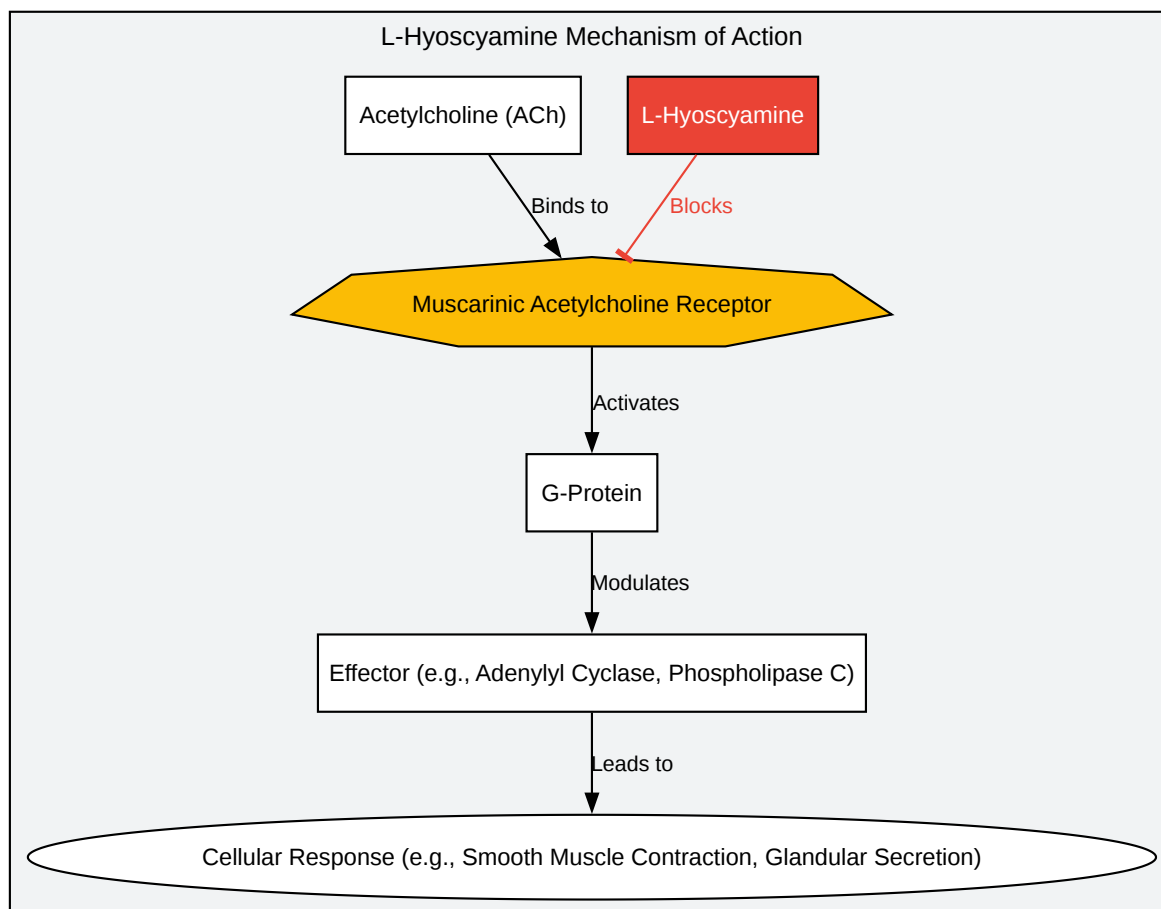 L-Hyoscyamine Mechanism of Action
Acetylcholine (ACh)
L-Hyoscyamine
Binds to
Blocks
Muscarinic Acetylcholine Receptor
Activates
G-Protein
Modulates
Effector (e.g., Adenylyl Cyclase, Phospholipase C)
Leads to
Cellular Response (e.g., Smooth Muscle Contraction, Glandular Secretion)